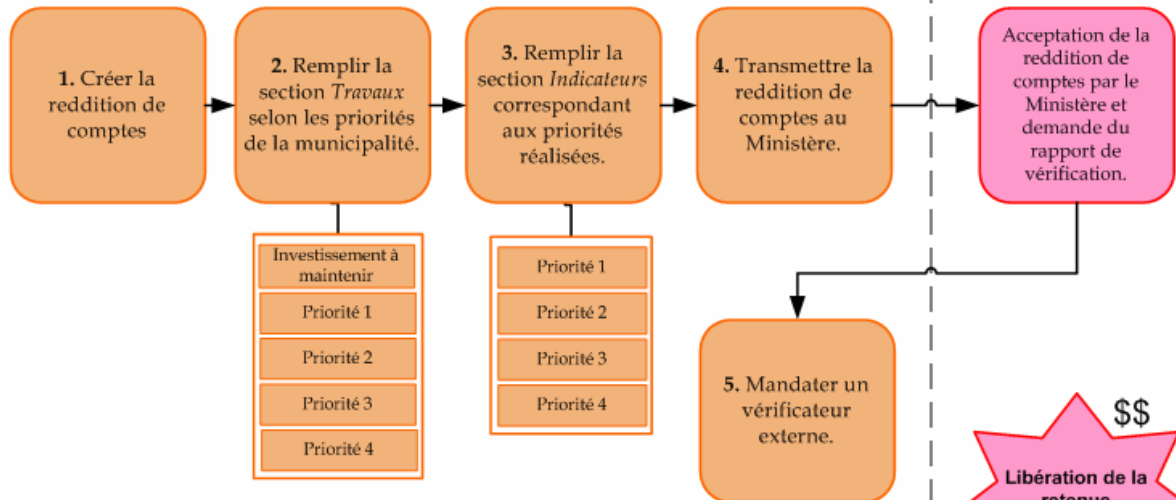 1. Créer la
reddition de
comptes
2. Remplir la
section Travaux
selon les priorités
de la municipalité.
3. Remplir la
section Indicateurs
correspondant
aux priorités
réalisées.
4. Transmettre la
reddition de
comptes au
Ministère.
Acceptation de la
reddition de
comptes par le
Ministère et
demande du
rapport de
vérification.
Investissement à
maintenir
Priorité 1
Priorité 2
Priorité 3
Priorité 4
Priorité 1
Priorité 2
Priorité 3
Priorité 4
5. Mandater un
vérificateur
externe.
$$
Libération de la
retenue